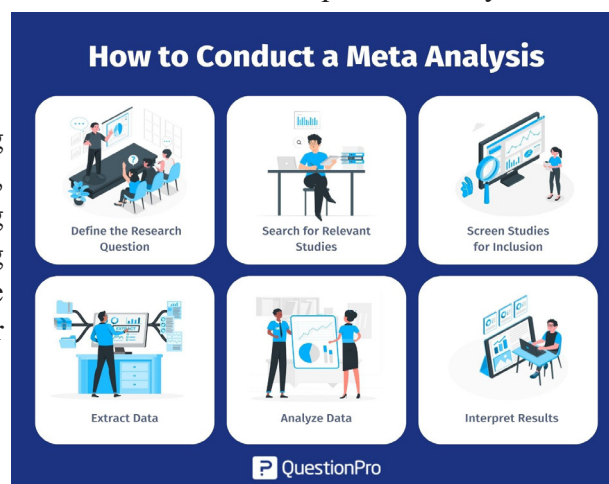 How to Conduct a Meta Analysis
Define the Research
Question
Search for Relevant
Studies
Screen Studies
for Inclusion
EXTRACT
Extract Data
Analyze Data
Interpret Results
QuestionPro